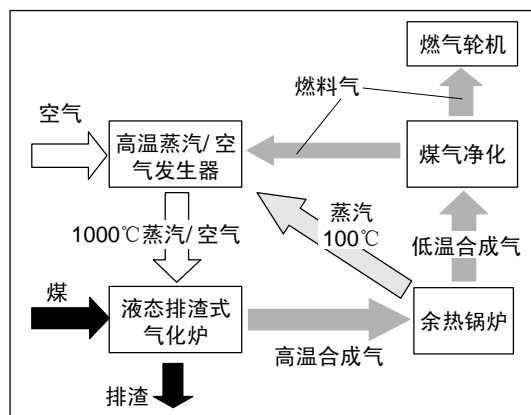 燃气轮机
燃料气
空气
高温蒸汽/空
气发生器
煤气净化
蒸汽
100℃
1000℃蒸汽/空气
低温合成气
煤
液态排渣式
气化炉
余热锅炉
高温合成气
排渣